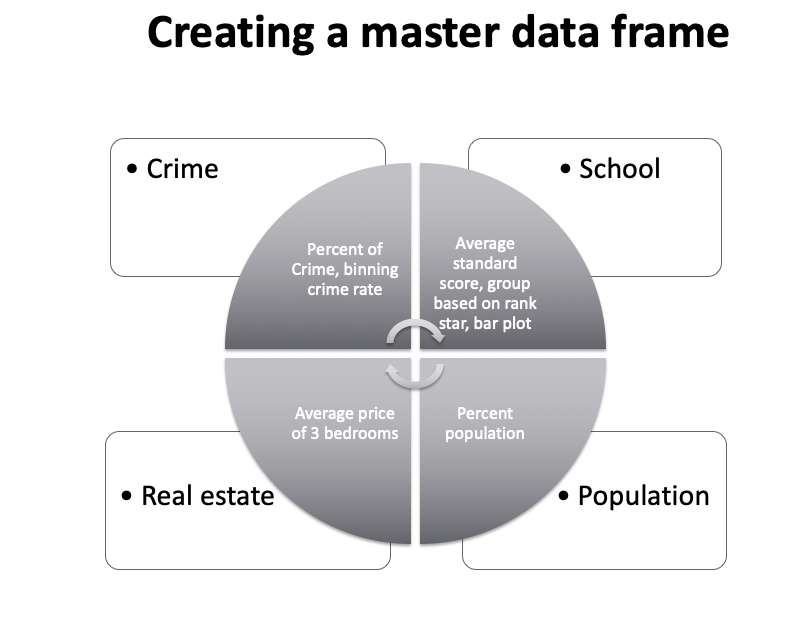 Creating a master data frame
• Crime
• School
Percent of
Crime, binning
crime rate
Average
standard
score, group
based on rank
star, bar plot
Average price
of 3 bedrooms
Percent
population
• Real estate
• Population